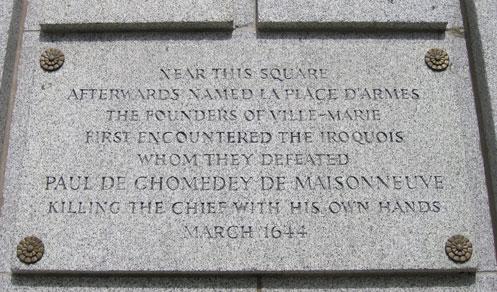 NEAR THIS SQUARE
AFTERWARDS NAMED LA PLACE D'ARMES
THE FOUNDERS OF VILLE-MARIE
FIRST ENCOUNTERED THE IROQUOIS
WHOM THEY DEFEATED
PAUL DE CHOMEDEY DE MAISONNEUVE
KILLING THE CHIEF WITH HIS OWN HANDS
MARCH 1644